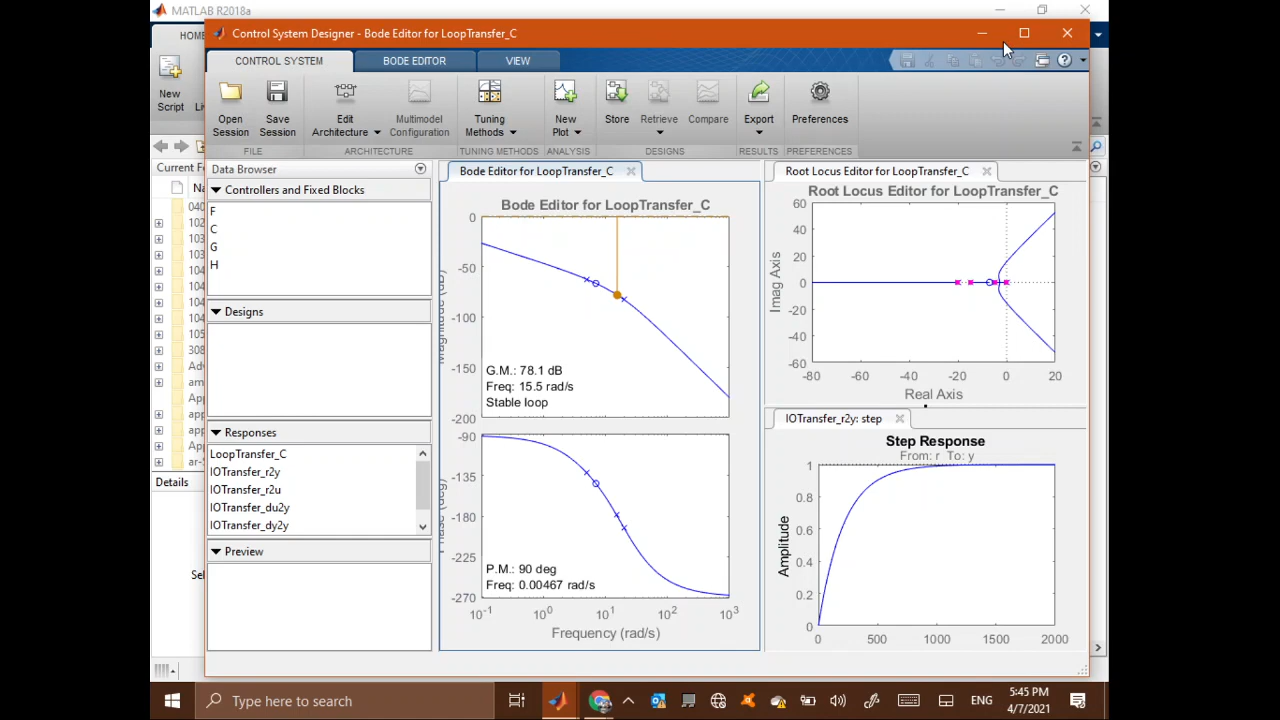 MATLAB R2018a
HOME
Control System Designer - Bode Editor for LoopTransfer_C
CONTROL SYSTEM
BODE EDITOR
VIEW
New
Script
Open
Session
Save
Session
Edit
Architecture
Multimodel
Configuration
Tuning
Methods
New
Plot
Store
Retrieve
Compare
Export
Preferences
FILE
ARCHITECTURE
TUNING METHODS
ANALYSIS
DESIGNS
RESULTS
PREFERENCES
Current F
Details
Data Browser
Controllers and Fixed Blocks
F
C
G
H
Designs
Responses
LoopTransfer_C
IOTransfer_r2y
IOTransfer_r2u
IOTransfer_du2y
IOTransfer_dy2y
Preview
Bode Editor for LoopTransfer_C
Bode Editor for LoopTransfer_C
0
-50
-100
-150
-200
Magnitude (dB)
G.M.: 78.1 dB
Freq: 15.5 rad/s
Stable loop
-90
-135
-180
-225
-270
P.M.: 90 deg
Freq: 0.00467 rad/s
10-1 100 101 102 103
Frequency (rad/s)
Root Locus Editor for LoopTransfer_C
Root Locus Editor for LoopTransfer_C
60
40
20
0
-20
-40
-60
Imag Axis
-80 -60 -40 -20 0 20
Real Axis
IOTransfer_r2y: step
Step Response
From: r To: y
1
0.8
0.6
0.4
0.2
0
Amplitude
0 500 1000 1500 2000
Type here to search
ENG
5:45 PM
4/7/2021